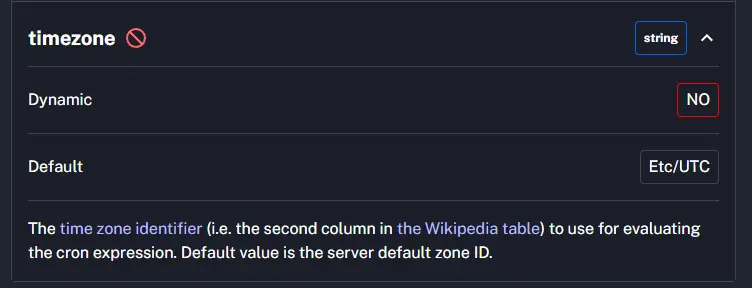 timezone
string
Dynamic
NO
Default
Etc/UTC
The time zone identifier (i.e. the second column in the Wikipedia table) to use for evaluating
the cron expression. Default value is the server default zone ID.